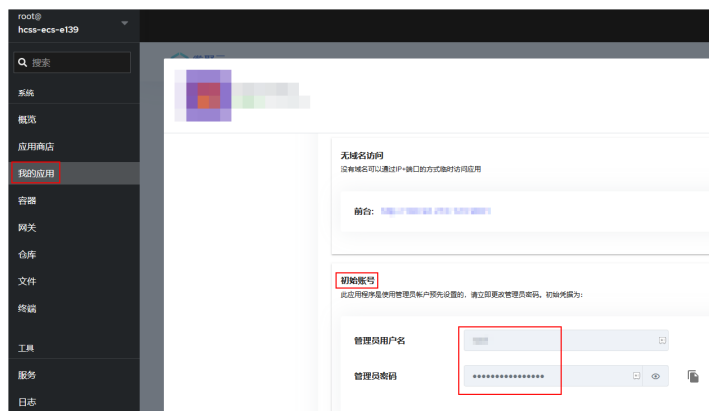 root@
hcss-ecs-e139
搜索
系统
概览
应用商店
我的应用
容器
网关
仓库
文件
终端
工具
服务
日志
无域名访问
没有域名可以通过IP+端口的方式临时访问应用
前台:
初始账号
此应用程序是使用管理员帐户预先设置的，请立即更改管理员密码。初始凭据为:
管理员用户名
管理员密码
••••••••••••••••